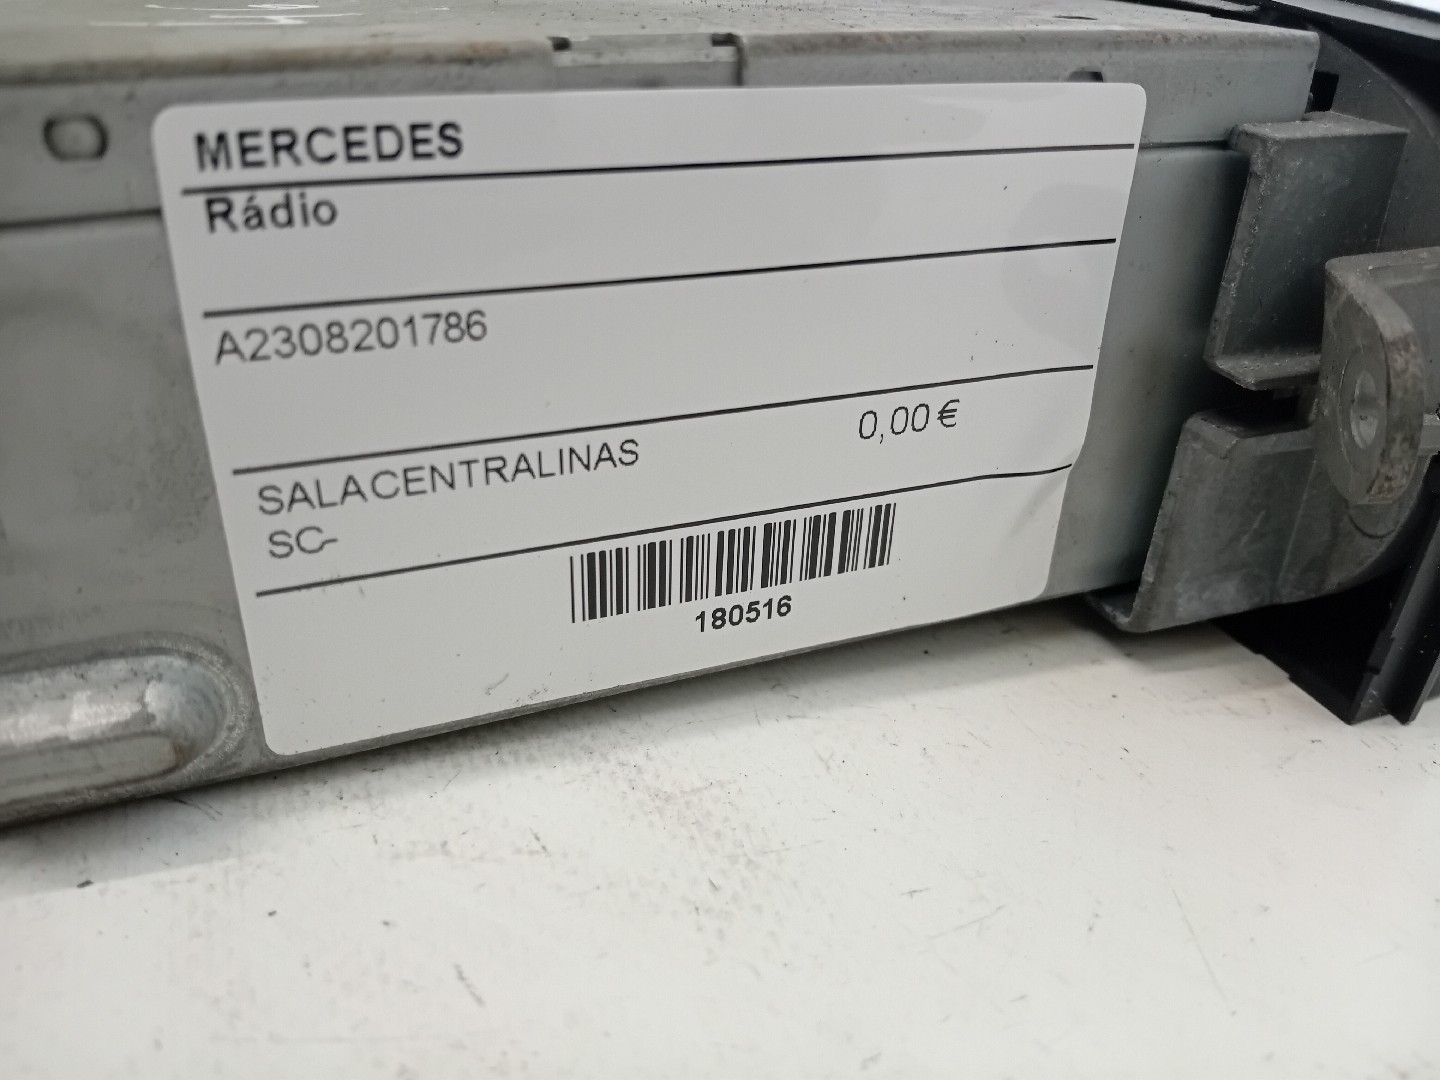 MERCEDES
Rádio
A2308201786
0,00€
SALACENTRALINAS
SC-
180516